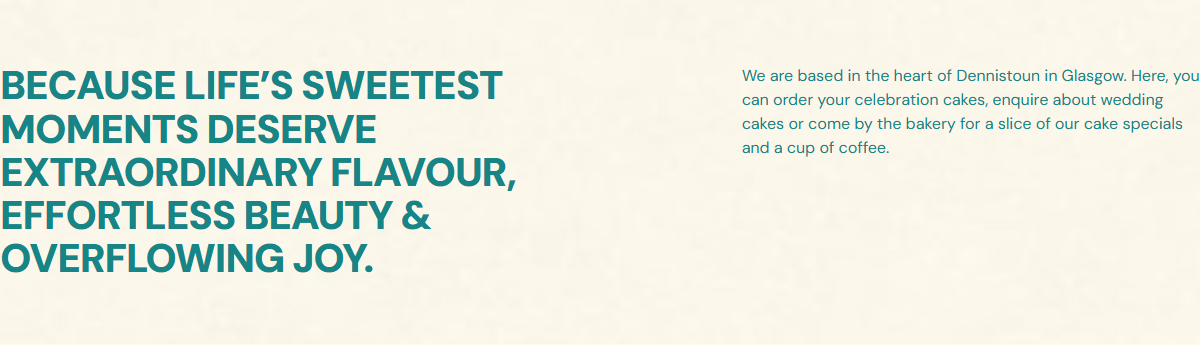 BECAUSE LIFE’S SWEETEST
MOMENTS DESERVE
EXTRAORDINARY FLAVOUR,
EFFORTLESS BEAUTY &
OVERFLOWING JOY.
We are based in the heart of Dennistoun in Glasgow. Here, you
can order your celebration cakes, enquire about wedding
cakes or come by the bakery for a slice of our cake specials
and a cup of coffee.